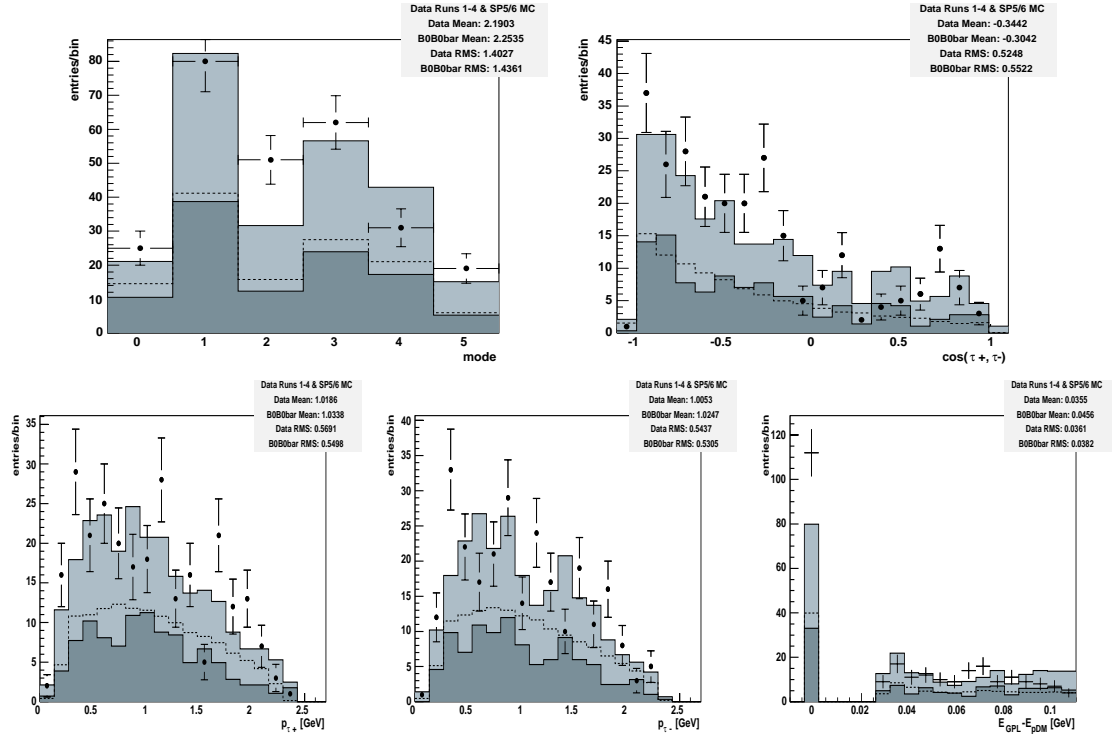 Data Runs 1-4 & SP5/6 MC
Data Mean: 2.1903
B0B0bar Mean: 2.2535
Data RMS: 1.4027
B0B0bar RMS: 1.4361
entries/bin
80
70
60
50
40
30
20
10
0
0 1 2 3 4 5
mode
Data Runs 1-4 & SP5/6 MC
Data Mean: -0.3442
B0B0bar Mean: -0.3042
Data RMS: 0.5248
B0B0bar RMS: 0.5522
entries/bin
45
40
35
30
25
20
15
10
5
0
-1 -0.5 0 0.5 1
cos(τ+, τ-)
Data Runs 1-4 & SP5/6 MC
Data Mean: 1.0186
B0B0bar Mean: 1.0338
Data RMS: 0.5691
B0B0bar RMS: 0.5498
entries/bin
35
30
25
20
15
10
5
0
0 0.5 1 1.5 2 2.5
p τ+ [GeV]
Data Runs 1-4 & SP5/6 MC
Data Mean: 1.0053
B0B0bar Mean: 1.0247
Data RMS: 0.5437
B0B0bar RMS: 0.5305
entries/bin
40
35
30
25
20
15
10
5
0
0 0.5 1 1.5 2 2.5
p τ- [GeV]
Data Runs 1-4 & SP5/6 MC
Data Mean: 0.0355
B0B0bar Mean: 0.0456
Data RMS: 0.0361
B0B0bar RMS: 0.0382
entries/bin
120
100
80
60
40
20
0
0 0.02 0.04 0.06 0.08 0.1
E GPL -E pDM [GeV]